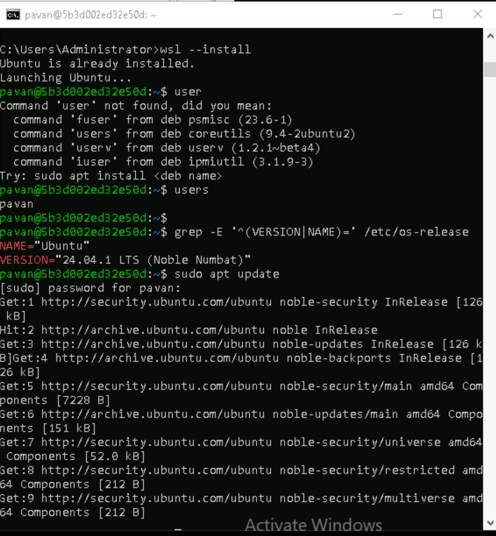 pavan@5b3d002ed32e50d: ~
C:\Users\Administrator>wsl --install
Ubuntu is already installed.
Launching Ubuntu...
pavan@5b3d002ed32e50d:~$ user
Command 'user' not found, did you mean:
  command 'fuser' from deb psmisc (23.6-1)
  command 'users' from deb coreutils (9.4-2ubuntu2)
  command 'userv' from deb userv (1.2.1~beta4)
  command 'iuser' from deb ipmiutil (3.1.9-3)
Try: sudo apt install <deb name>
pavan@5b3d002ed32e50d:~$ users
pavan
pavan@5b3d002ed32e50d:~$
pavan@5b3d002ed32e50d:~$ grep -E '^(VERSION|NAME)=' /etc/os-release
NAME="Ubuntu"
VERSION="24.04.1 LTS (Noble Numbat)"
pavan@5b3d002ed32e50d:~$ sudo apt update
[sudo] password for pavan:
Get:1 http://security.ubuntu.com/ubuntu noble-security InRelease [126
 kB]
Hit:2 http://archive.ubuntu.com/ubuntu noble InRelease
Get:3 http://archive.ubuntu.com/ubuntu noble-updates InRelease [126 k
B]Get:4 http://archive.ubuntu.com/ubuntu noble-backports InRelease [1
26 kB]
Get:5 http://security.ubuntu.com/ubuntu noble-security/main amd64 Com
ponents [7228 B]
Get:6 http://archive.ubuntu.com/ubuntu noble-updates/main amd64 Compo
nents [151 kB]
Get:7 http://security.ubuntu.com/ubuntu noble-security/universe amd64
 Components [52.0 kB]
Get:8 http://security.ubuntu.com/ubuntu noble-security/restricted amd
64 Components [212 B]
Get:9 http://security.ubuntu.com/ubuntu noble-security/multiverse amd
64 Components [212 B]
Activate Windows